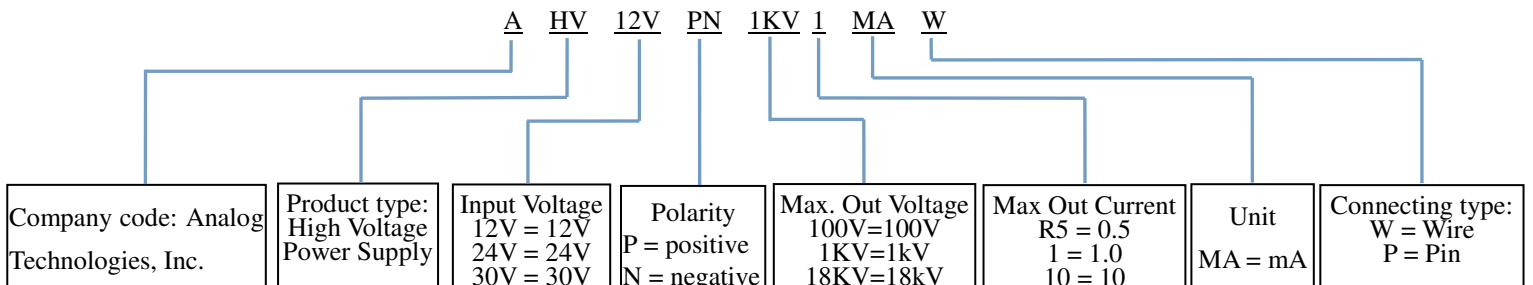 A HV 12V PN 1KV 1 MA W
Company code: Analog
Technologies, Inc.
Product type:
High Voltage
Power Supply
Input Voltage
12V = 12V
24V = 24V
30V = 30V
Polarity
P = positive
N = negative
Max. Out Voltage
100V=100V
1KV=1kV
18KV=18kV
Max Out Current
R5 = 0.5
1 = 1.0
10 = 10
Unit
MA = mA
Connecting type:
W = Wire
P = Pin